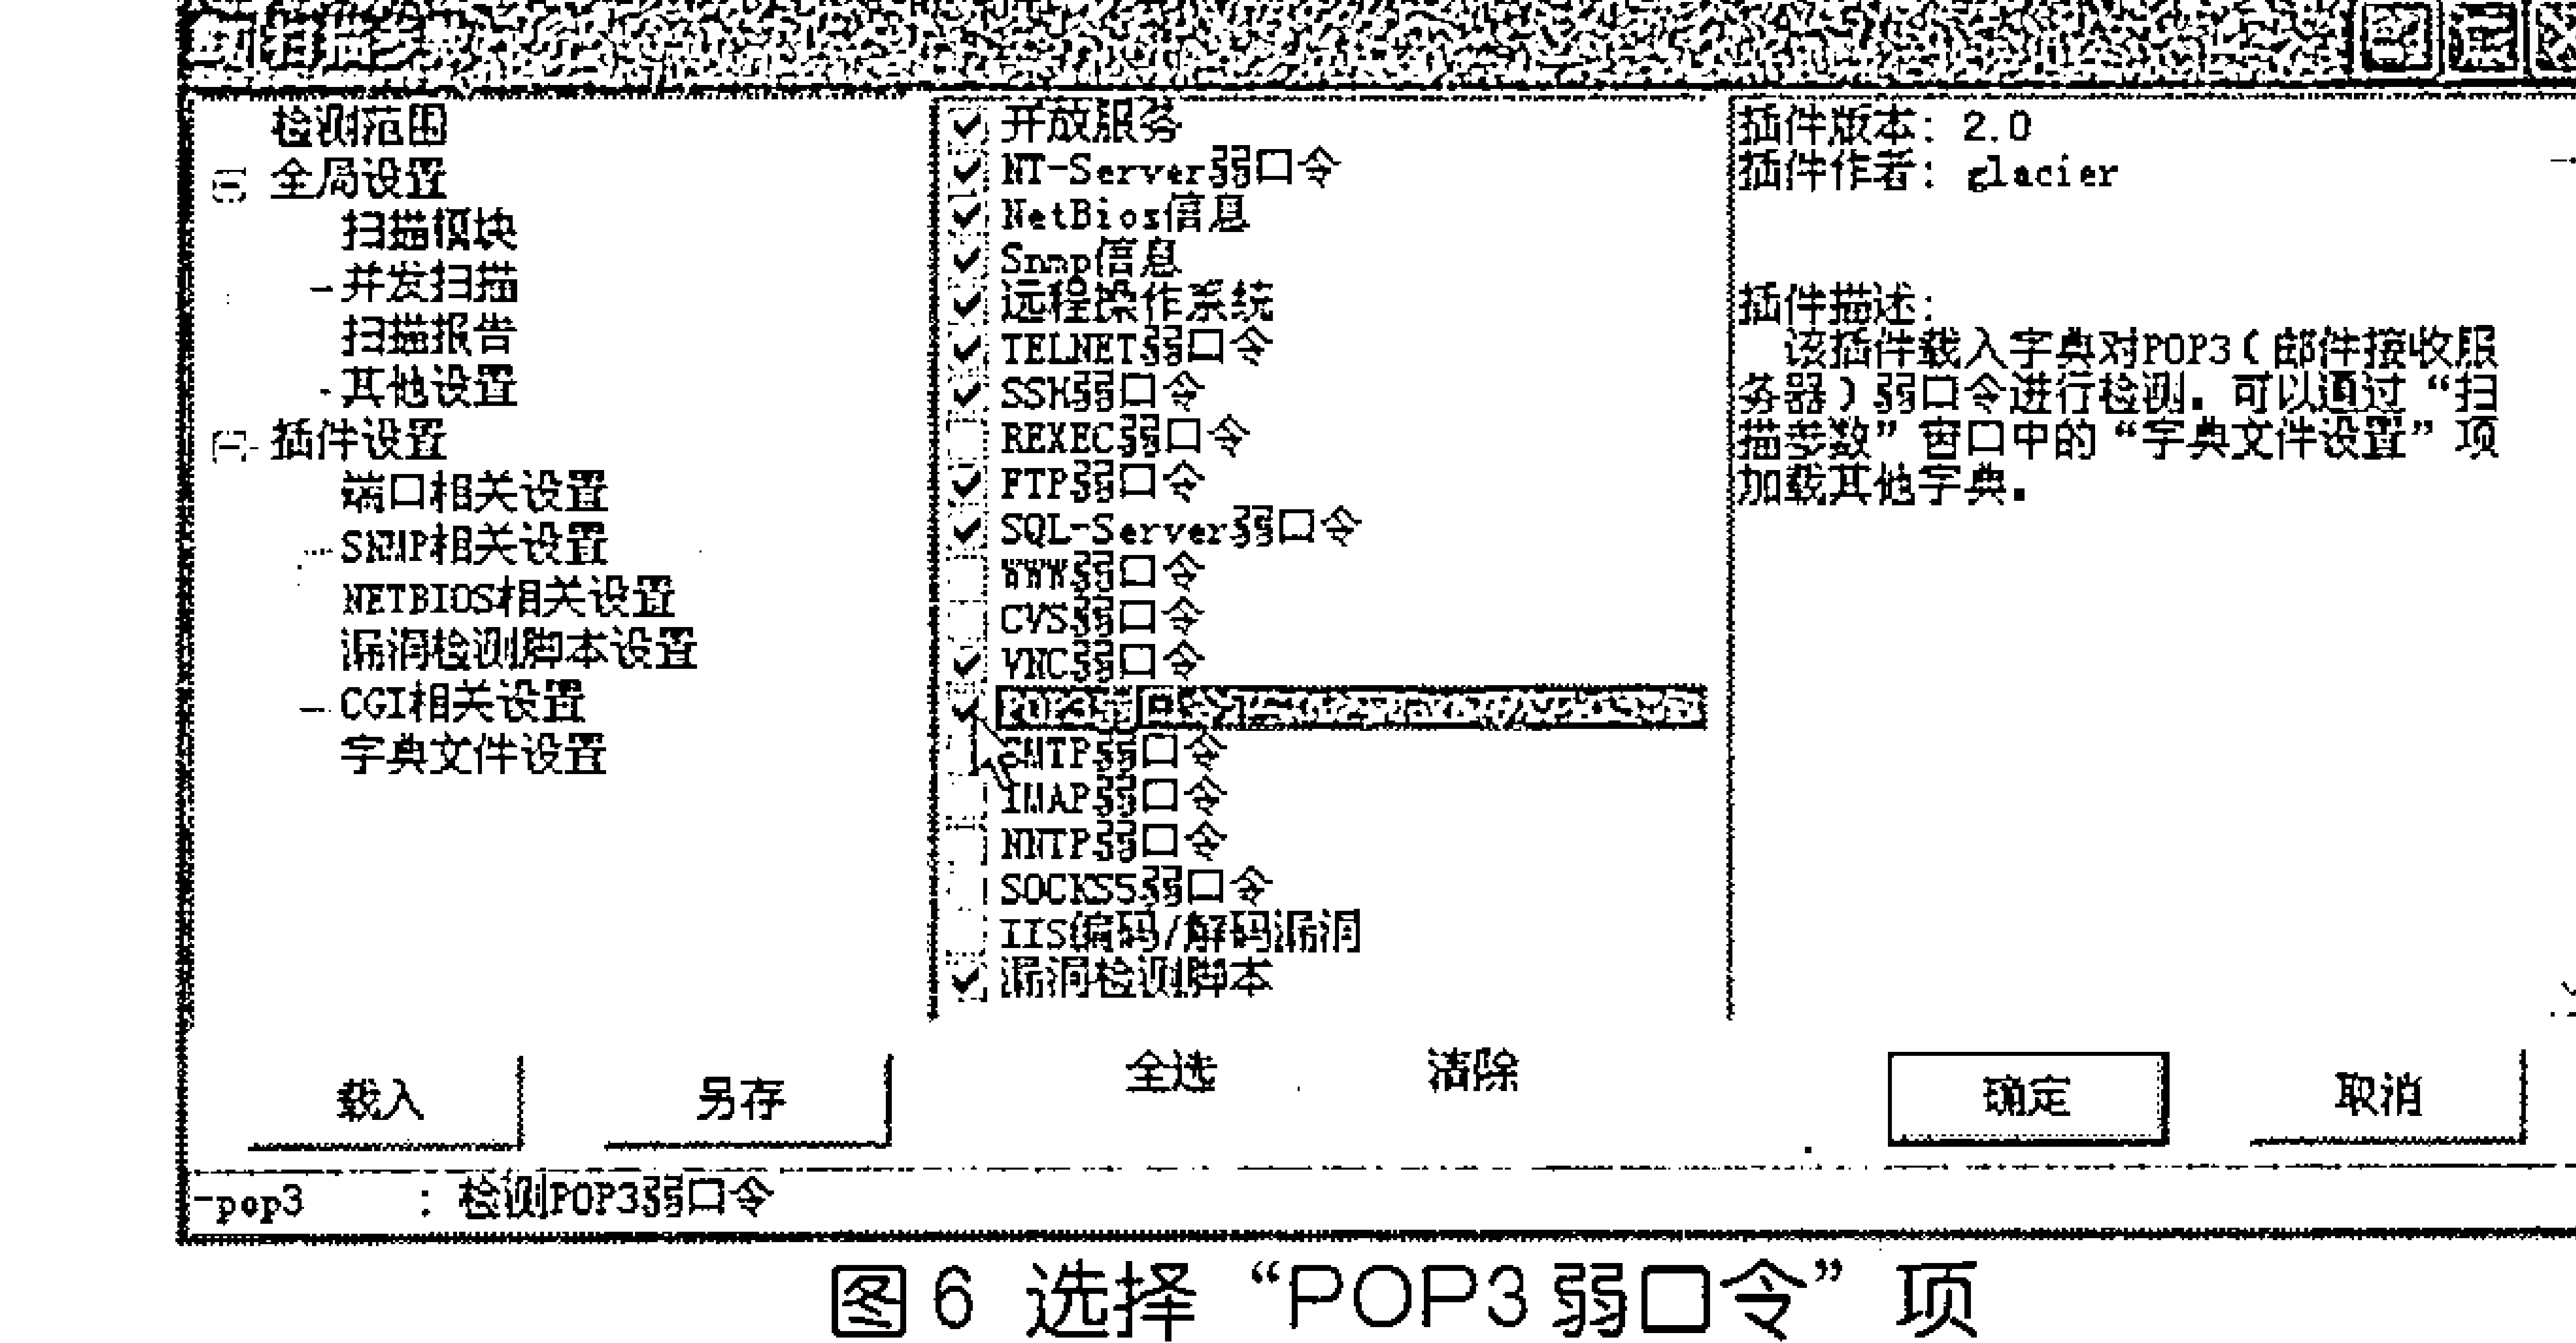 扫描参数
检测范围
全局设置
扫描模块
并发扫描
扫描报告
其他设置
插件设置
端口相关设置
SNMP相关设置
NETBIOS相关设置
漏洞检测脚本设置
CGI相关设置
字典文件设置
开放服务
NT-Server弱口令
NetBios信息
Snmp信息
远程操作系统
TELNET弱口令
SSH弱口令
REXEC弱口令
FTP弱口令
SQL-Server弱口令
WWW弱口令
CVS弱口令
VNC弱口令
POP3弱口令
SMTP弱口令
IMAP弱口令
NNTP弱口令
SOCKS5弱口令
IIS编码/解码漏洞
漏洞检测脚本
插件版本: 2.0
插件作者: glacier
插件描述:
该插件载入字典对POP3(邮件接收服
务器)弱口令进行检测.可以通过“扫
描参数”窗口中的“字典文件设置”项
加载其他字典.
载入
另存
全选
清除
确定
取消
-pop3 : 检测POP3弱口令
图6 选择“POP3弱口令”项